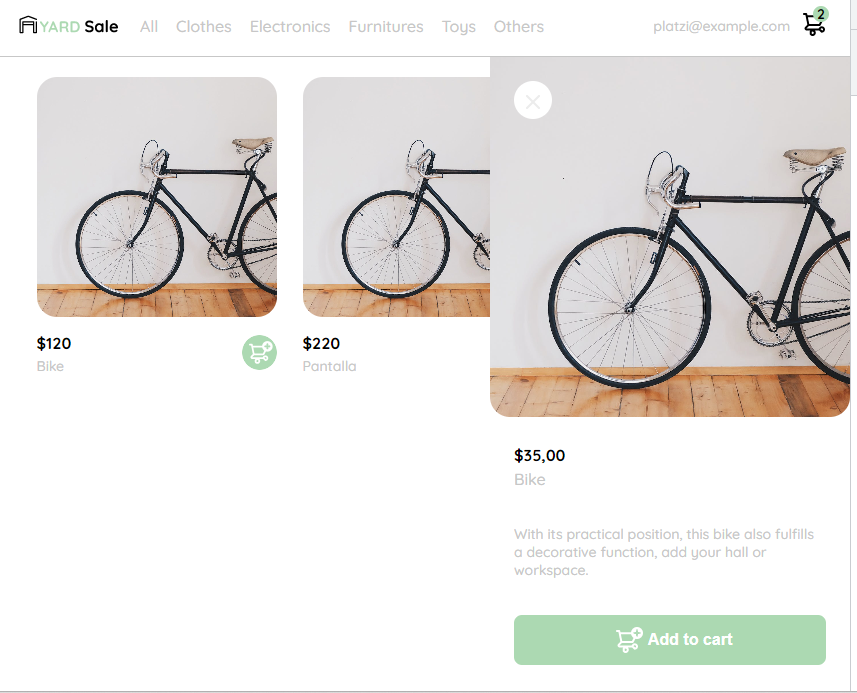 YARD Sale All Clothes Electronics Furnitures Toys Others platzi@example.com 2
$120
Bike
$220
Pantalla
$35,00
Bike
With its practical position, this bike also fulfills
a decorative function, add your hall or
workspace.
Add to cart